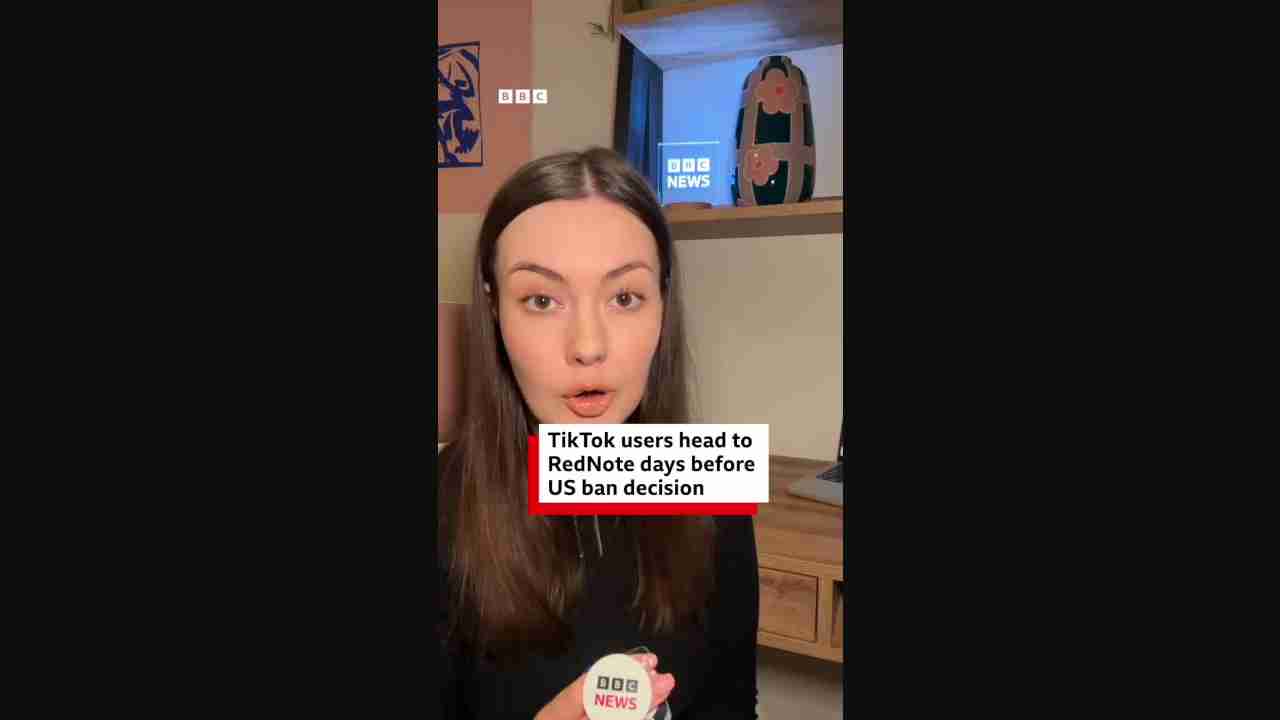 BBC
BBC
NEWS
TikTok users head to
RedNote days before
US ban decision
BBC
NEWS